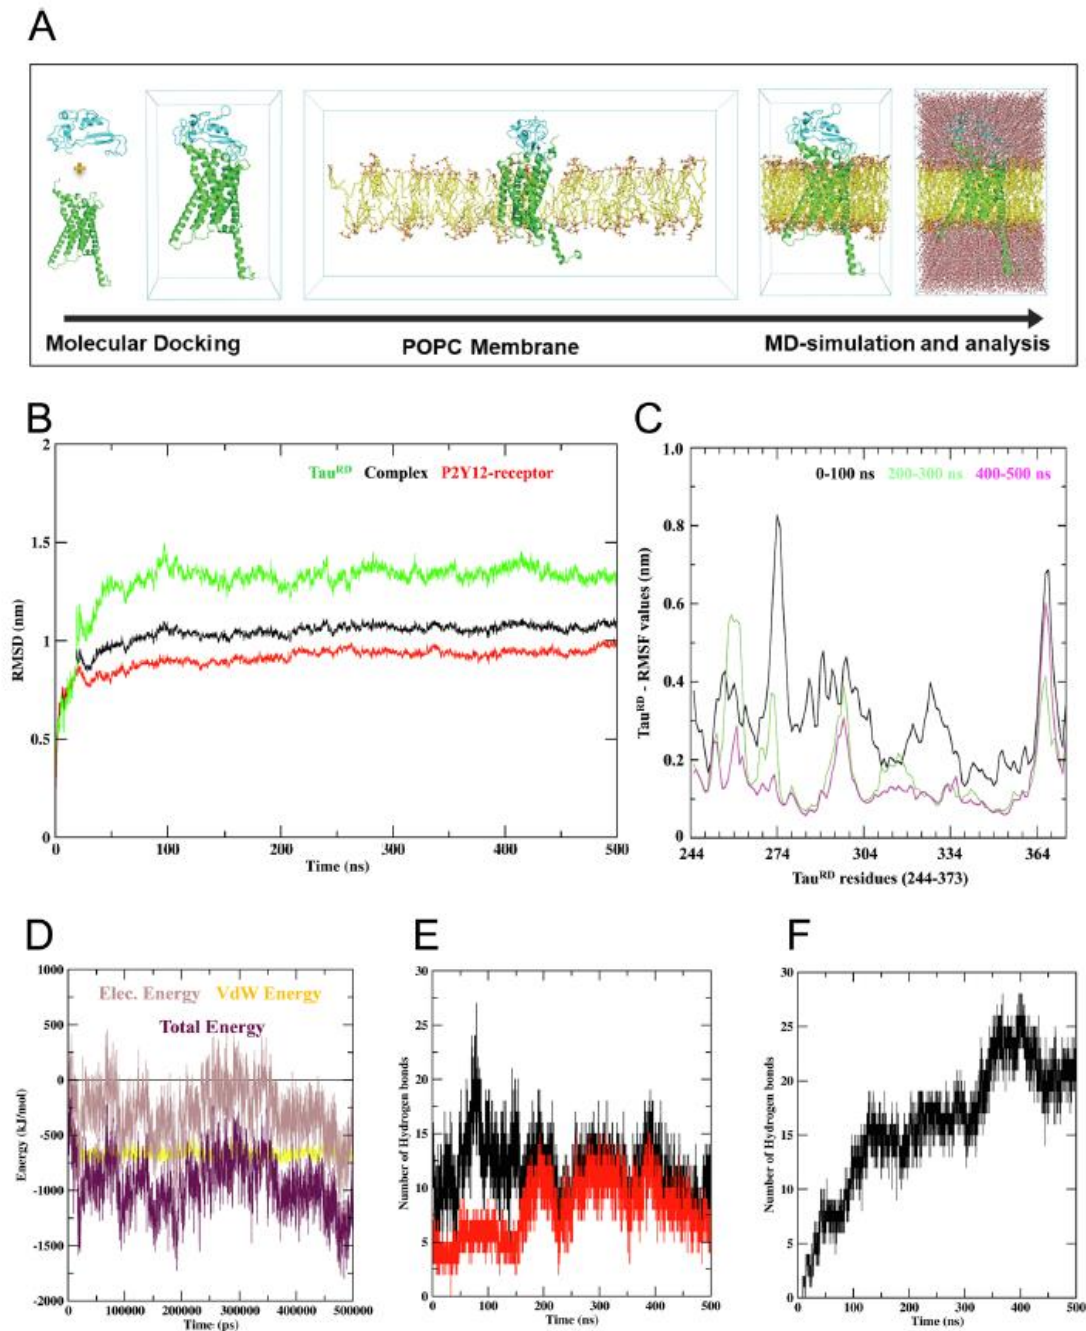 A
Molecular Docking
POPC Membrane
MD-simulation and analysis
B
2
1.5
1
0.5
0
RMSD (nm)
Tau^RD Complex P2Y12-receptor
0 100 200 300 400 500
Time (ns)
C
1.0
0.8
0.6
0.4
0.2
0
Tau^RD - RMSF values (nm)
0-100 ns 200-300 ns 400-500 ns
244 274 304 334 364
Tau^RD residues (244-373)
D
1000
500
0
-500
-1000
-1500
-2000
Energy (kJ/mol)
Elec. Energy VdW Energy
Total Energy
0 100000 200000 300000 400000 500000
Time (ps)
E
30
25
20
15
10
5
0
Number of Hydrogen bonds
0 100 200 300 400 500
Time (ns)
F
30
25
20
15
10
5
0
Number of Hydrogen bonds
0 100 200 300 400 500
Time (ns)